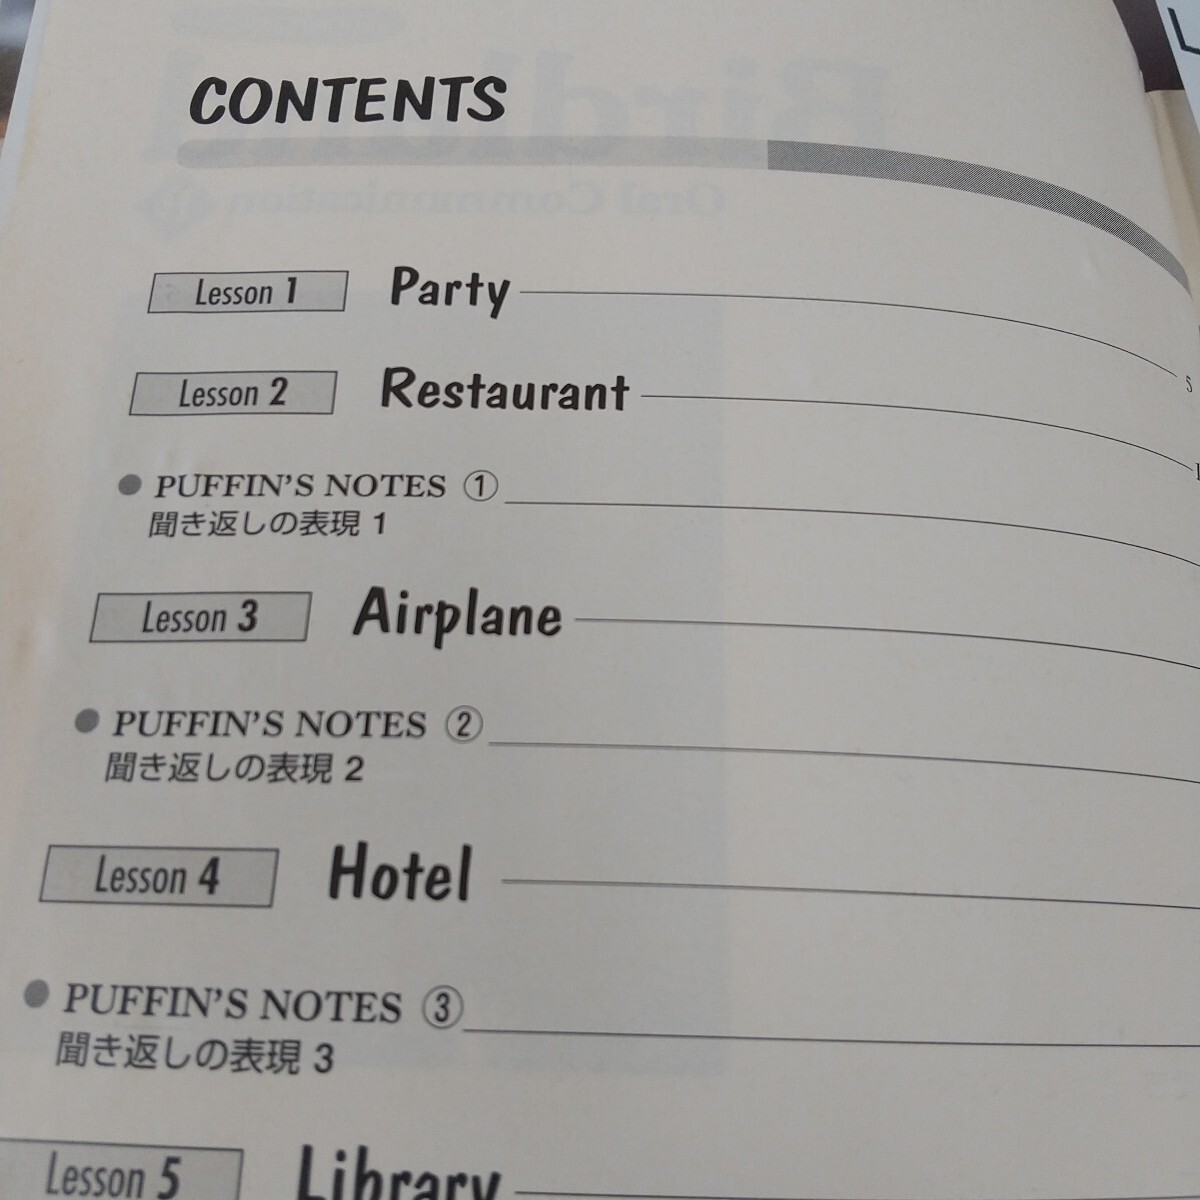 CONTENTS
Lesson 1 Party 5
Lesson 2 Restaurant
● PUFFIN'S NOTES ①
聞き返しの表現 1
Lesson 3 Airplane
● PUFFIN'S NOTES ②
聞き返しの表現 2
Lesson 4 Hotel
● PUFFIN'S NOTES ③
聞き返しの表現 3
Lesson 5 Library